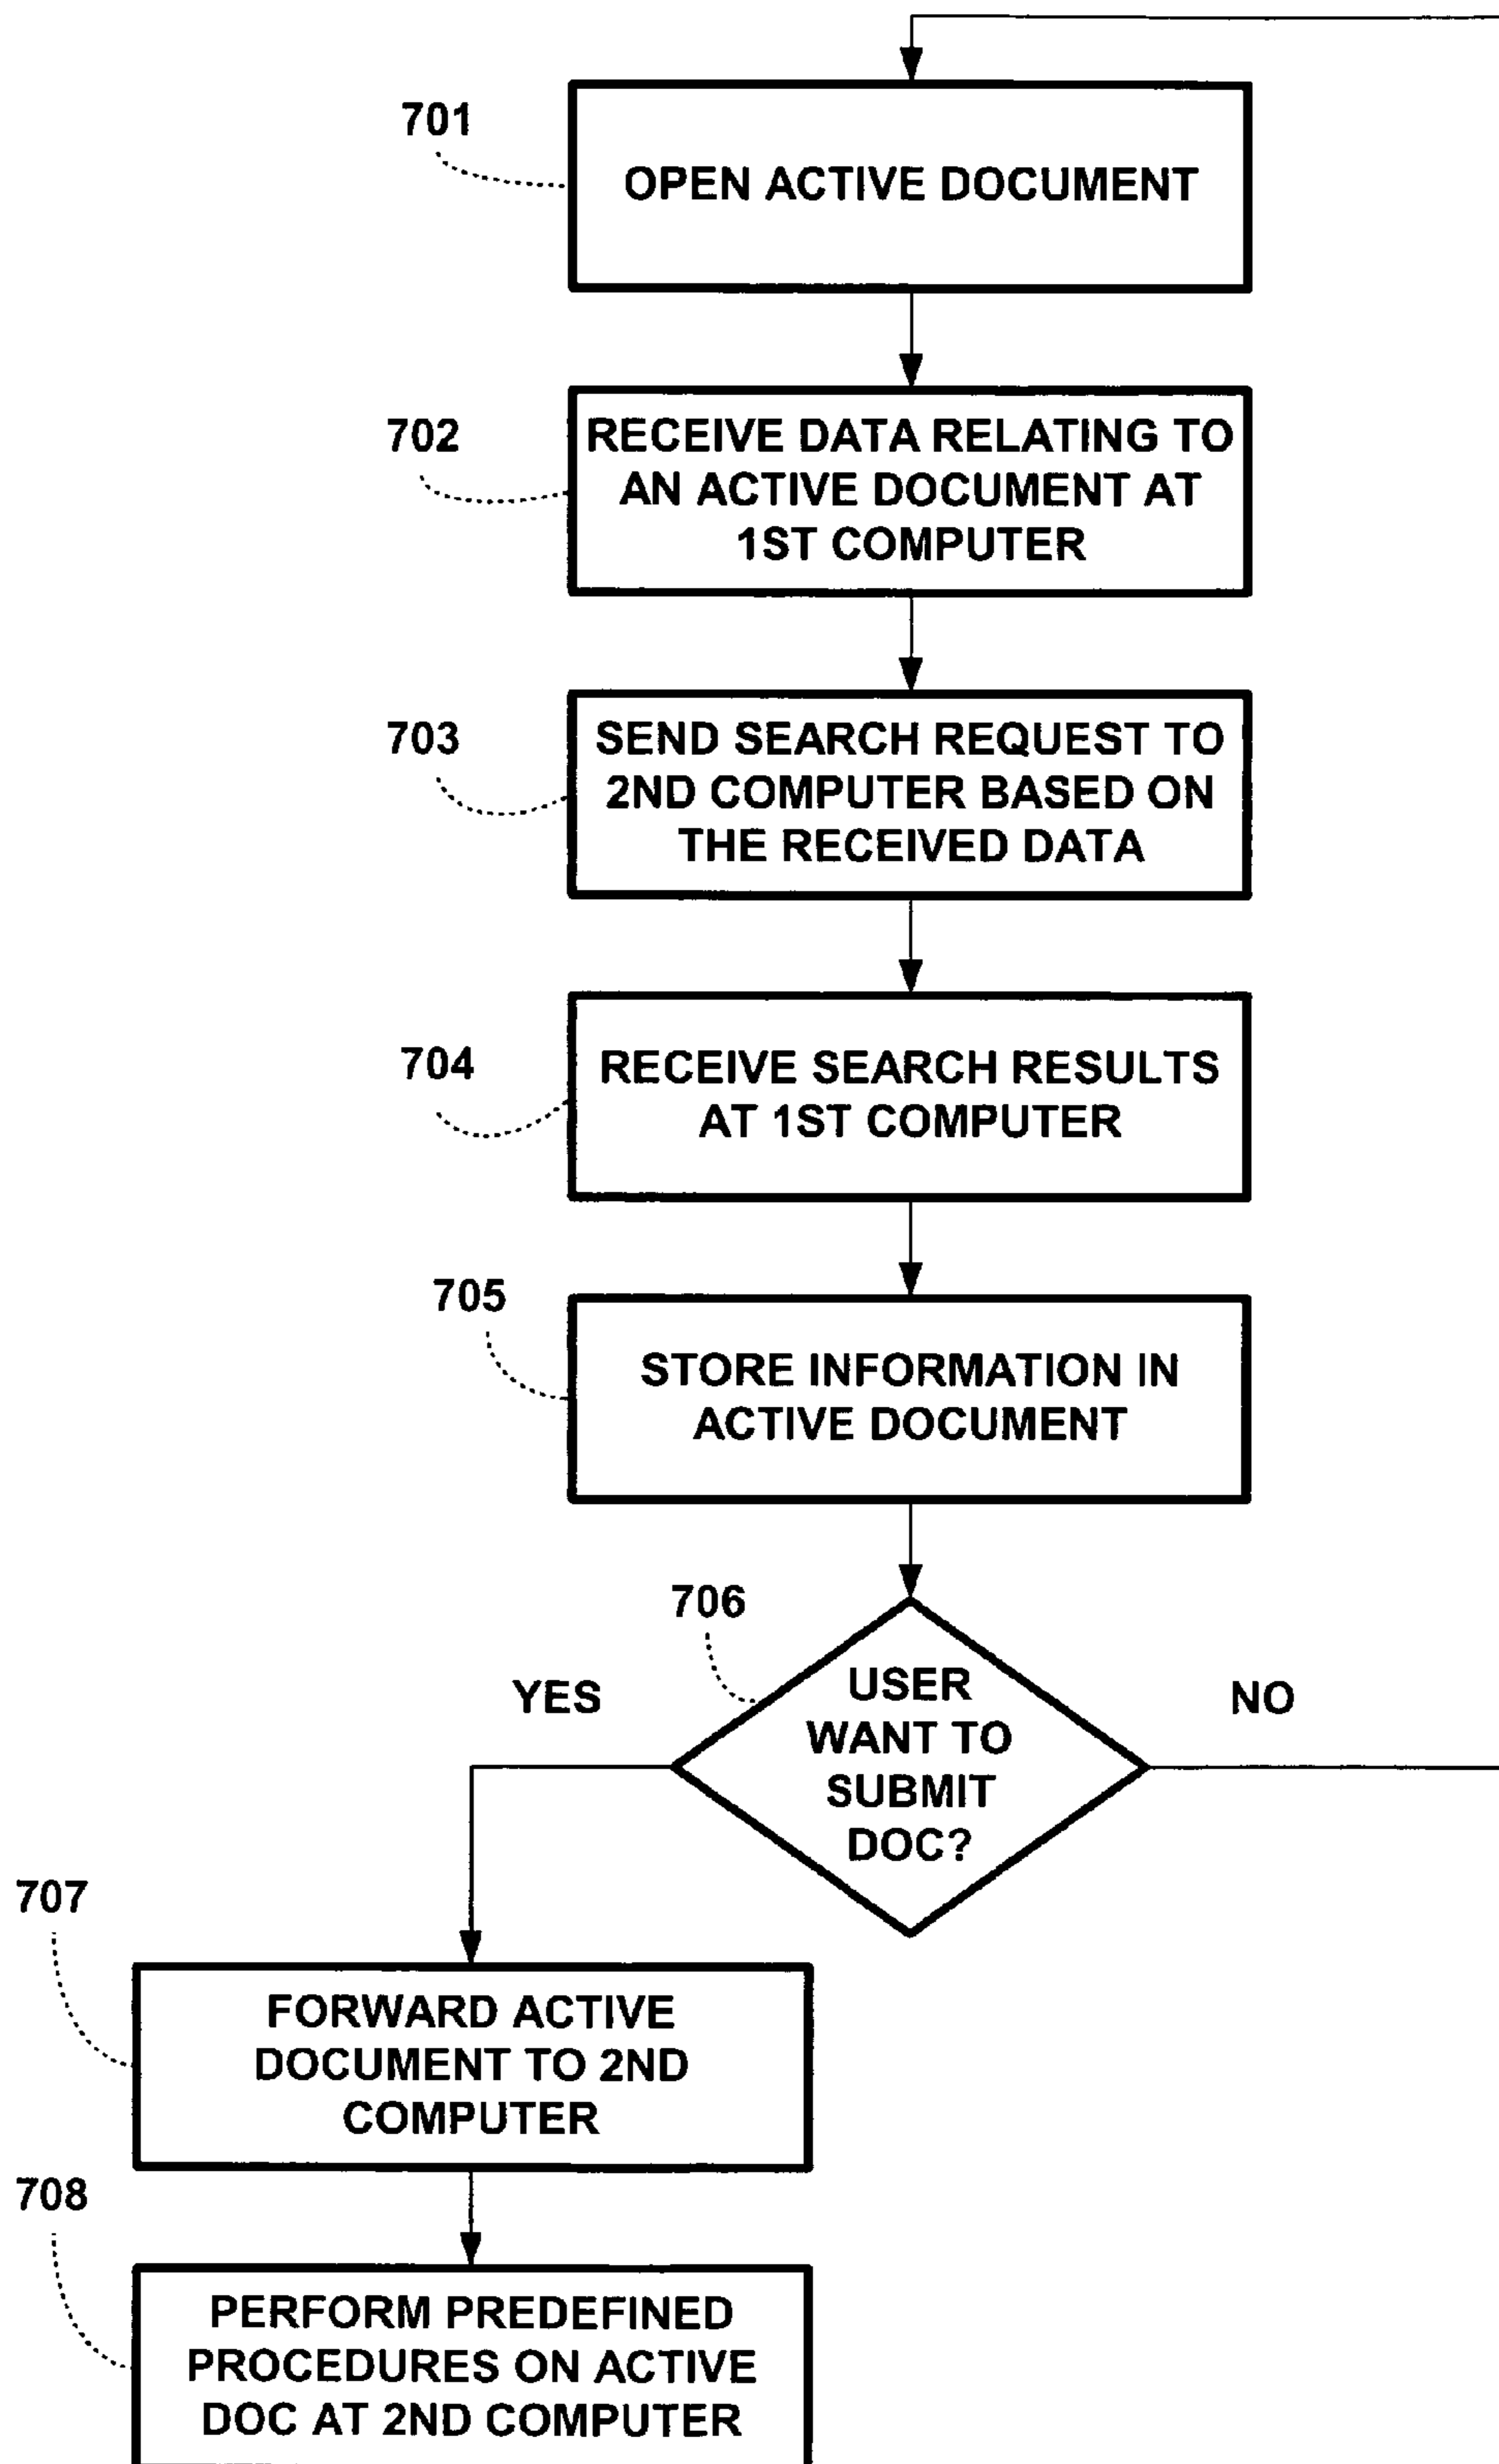 701
OPEN ACTIVE DOCUMENT
702
RECEIVE DATA RELATING TO
AN ACTIVE DOCUMENT AT
1ST COMPUTER
703
SEND SEARCH REQUEST TO
2ND COMPUTER BASED ON
THE RECEIVED DATA
704
RECEIVE SEARCH RESULTS
AT 1ST COMPUTER
705
STORE INFORMATION IN
ACTIVE DOCUMENT
706
YES
USER
WANT TO
SUBMIT
DOC?
NO
707
FORWARD ACTIVE
DOCUMENT TO 2ND
COMPUTER
708
PERFORM PREDEFINED
PROCEDURES ON ACTIVE
DOC AT 2ND COMPUTER